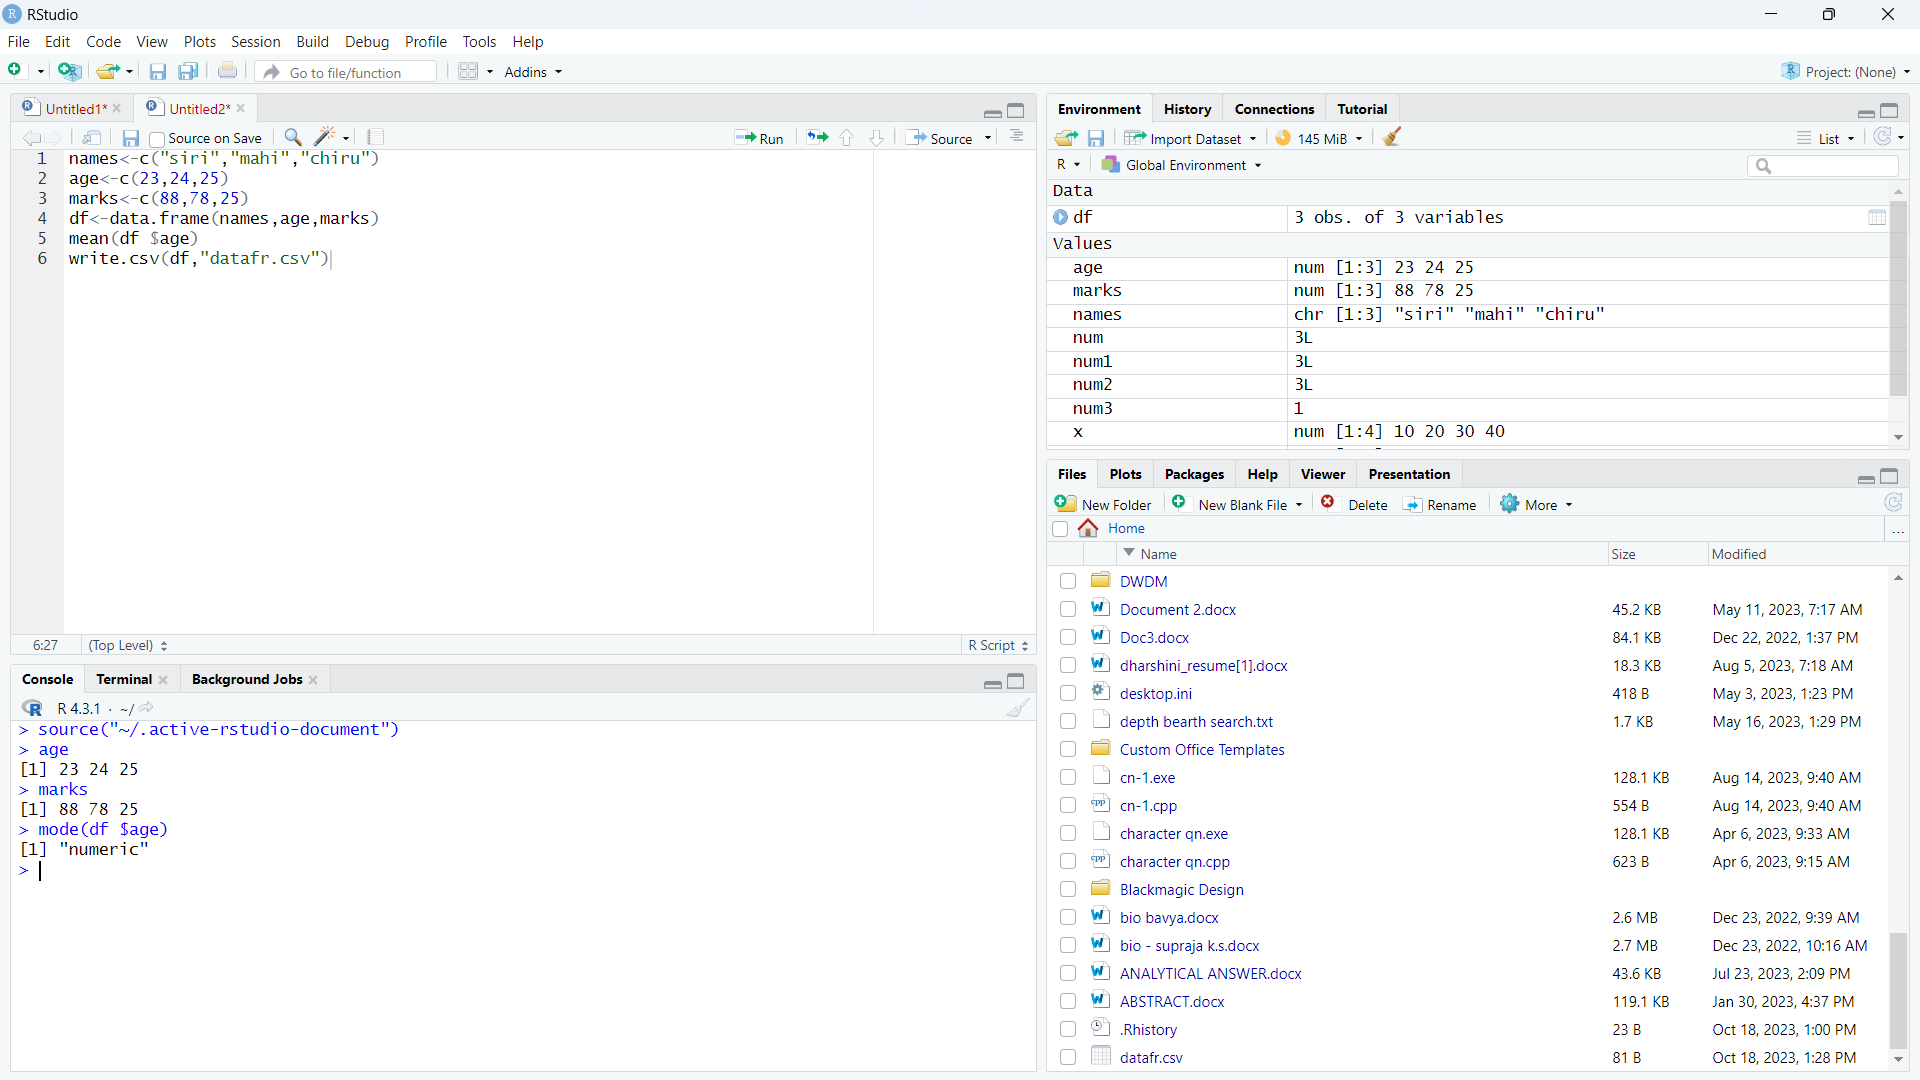 RStudio
File Edit Code View Plots Session Build Debug Profile Tools Help
Go to file/function Addins Project: (None)
Untitled1* Untitled2*
Source on Save Run Source
1 names<-c("siri","mahi","chiru")
2 age<-c(23,24,25)
3 marks<-c(88,78,25)
4 df<-data.frame(names,age,marks)
5 mean(df $age)
6 write.csv(df,"datafr.csv")
6:27 (Top Level) R Script
Console Terminal Background Jobs
R 4.3.1 · ~/
> source("~/.active-rstudio-document")
> age
[1] 23 24 25
> marks
[1] 88 78 25
> mode(df $age)
[1] "numeric"
>
Environment History Connections Tutorial
Import Dataset 145 MiB List
R Global Environment
Data
df 3 obs. of 3 variables
Values
age num [1:3] 23 24 25
marks num [1:3] 88 78 25
names chr [1:3] "siri" "mahi" "chiru"
num 3L
num1 3L
num2 3L
num3 1
x num [1:4] 10 20 30 40
Files Plots Packages Help Viewer Presentation
New Folder New Blank File Delete Rename More
Home ...
Name Size Modified
DWDM
Document 2.docx 45.2 KB May 11, 2023, 7:17 AM
Doc3.docx 84.1 KB Dec 22, 2022, 1:37 PM
dharshini_resume[1].docx 18.3 KB Aug 5, 2023, 7:18 AM
desktop.ini 418 B May 3, 2023, 1:23 PM
depth bearth search.txt 1.7 KB May 16, 2023, 1:29 PM
Custom Office Templates
cn-1.exe 128.1 KB Aug 14, 2023, 9:40 AM
cn-1.cpp 554 B Aug 14, 2023, 9:40 AM
character qn.exe 128.1 KB Apr 6, 2023, 9:33 AM
character qn.cpp 623 B Apr 6, 2023, 9:15 AM
Blackmagic Design
bio bavya.docx 2.6 MB Dec 23, 2022, 9:39 AM
bio - supraja k.s.docx 2.7 MB Dec 23, 2022, 10:16 AM
ANALYTICAL ANSWER.docx 43.6 KB Jul 23, 2023, 2:09 PM
ABSTRACT.docx 119.1 KB Jan 30, 2023, 4:37 PM
.Rhistory 23 B Oct 18, 2023, 1:00 PM
datafr.csv 81 B Oct 18, 2023, 1:28 PM